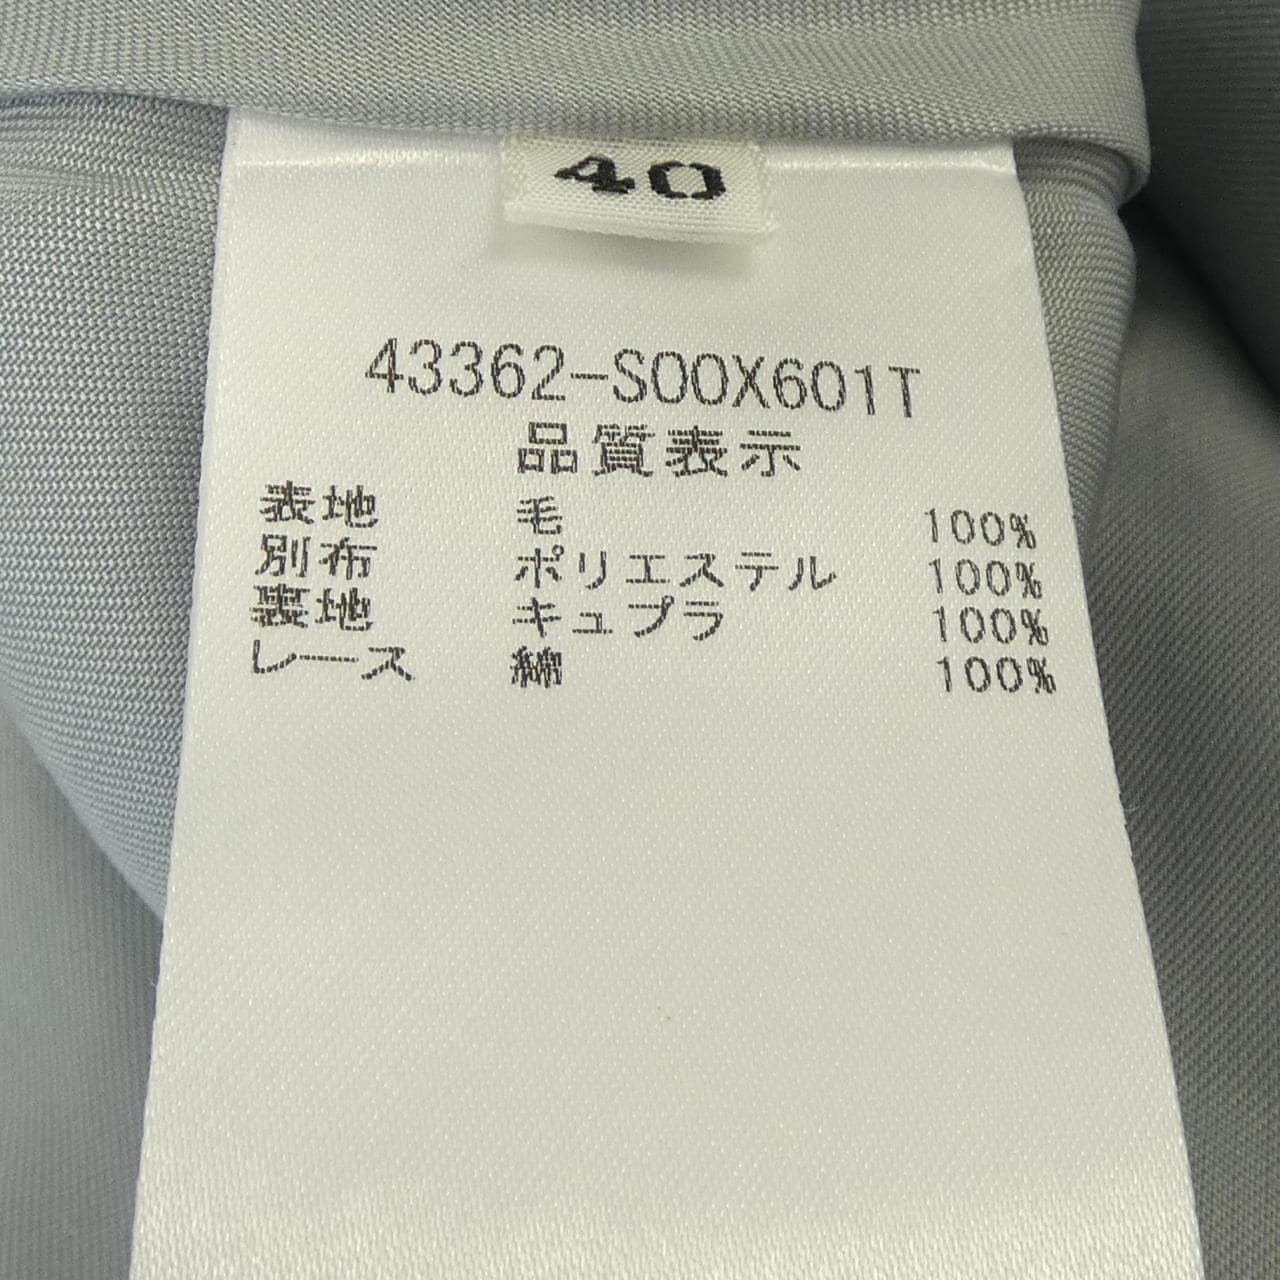 40
43362-S00X601T
品質表示
表地 毛 100%
別布 ポリエステル 100%
裏地 キュプラ 100%
レース 綿 100%